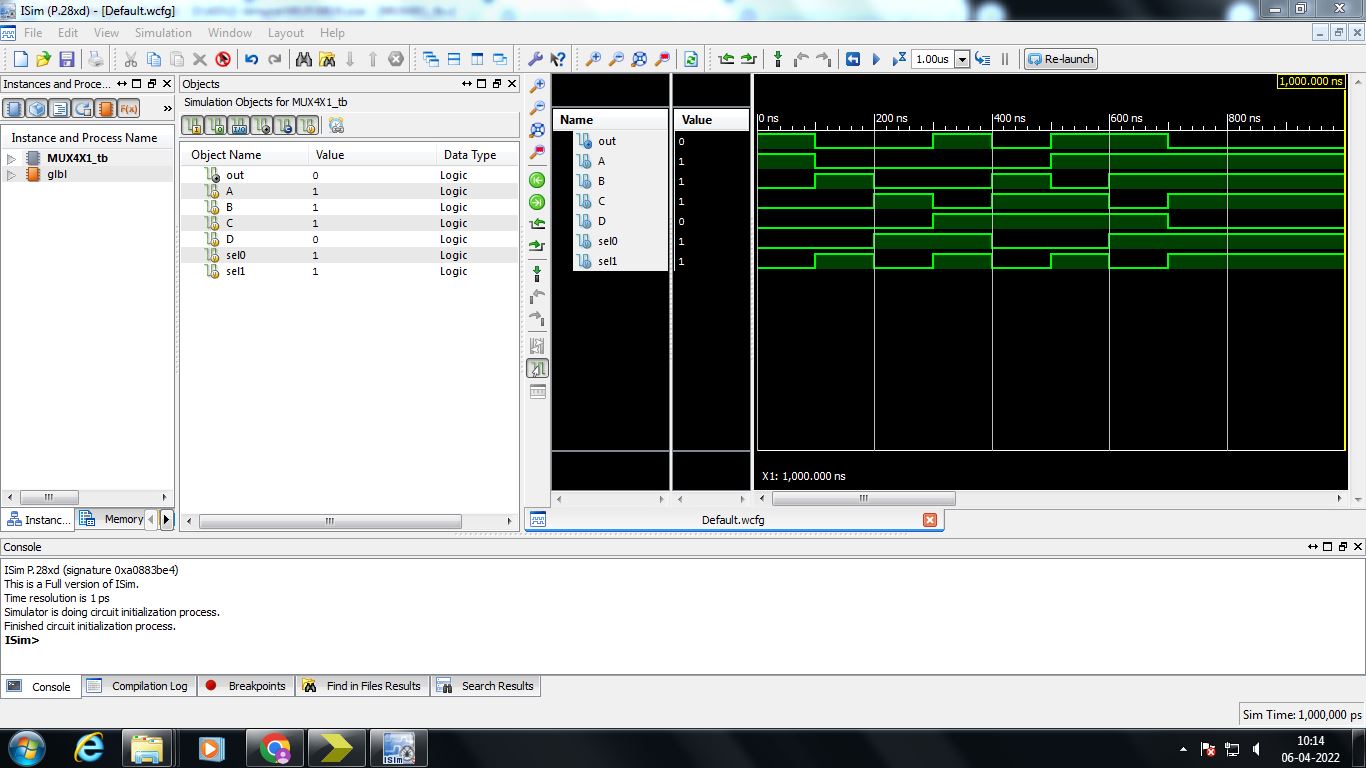 ISim (P.28xd) - [Default.wcfg]
File Edit View Simulation Window Layout Help
1.00us Re-launch
Instances and Proce...
F(x)
»
Instance and Process Name
MUX4X1_tb
glbl
Instanc... Memory
Objects
Simulation Objects for MUX4X1_tb
Object Name Value Data Type
out 0 Logic
A 1 Logic
B 1 Logic
C 1 Logic
D 0 Logic
sel0 1 Logic
sel1 1 Logic
Name Value
out 0
A 1
B 1
C 1
D 0
sel0 1
sel1 1
1,000.000 ns
0 ns 200 ns 400 ns 600 ns 800 ns
X1: 1,000.000 ns
Default.wcfg
Console
ISim P.28xd (signature 0xa0883be4)
This is a Full version of ISim.
Time resolution is 1 ps
Simulator is doing circuit initialization process.
Finished circuit initialization process.
ISim>
Console Compilation Log Breakpoints Find in Files Results Search Results
Sim Time: 1,000,000 ps
ISim
10:14
06-04-2022